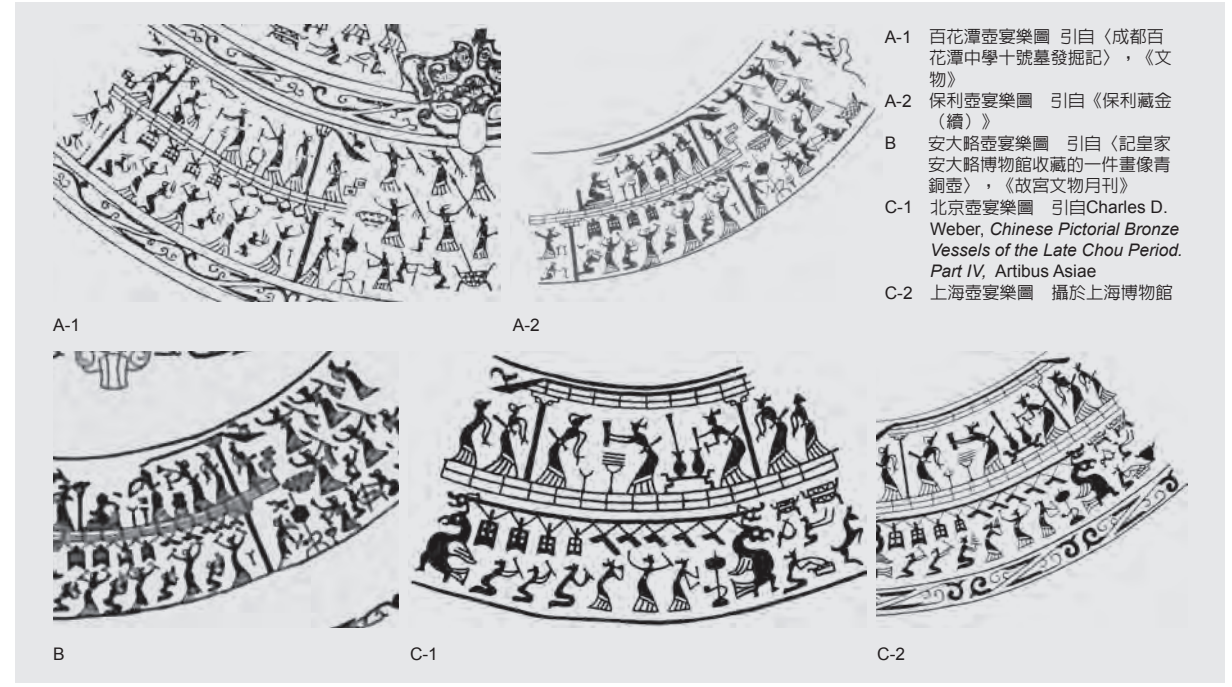 A-1 百花潭壺宴樂圖 引自〈成都百
花潭中學十號墓發掘記〉，《文
物》
A-2 保利壺宴樂圖 引自《保利藏金
（續）》
B 安大略壺宴樂圖 引自〈記皇家
安大略博物館收藏的一件畫像青
銅壺〉，《故宮文物月刊》
C-1 北京壺宴樂圖 引自Charles D.
Weber, Chinese Pictorial Bronze
Vessels of the Late Chou Period.
Part IV, Artibus Asiae
C-2 上海壺宴樂圖 攝於上海博物館
A-1
A-2
B
C-1
C-2